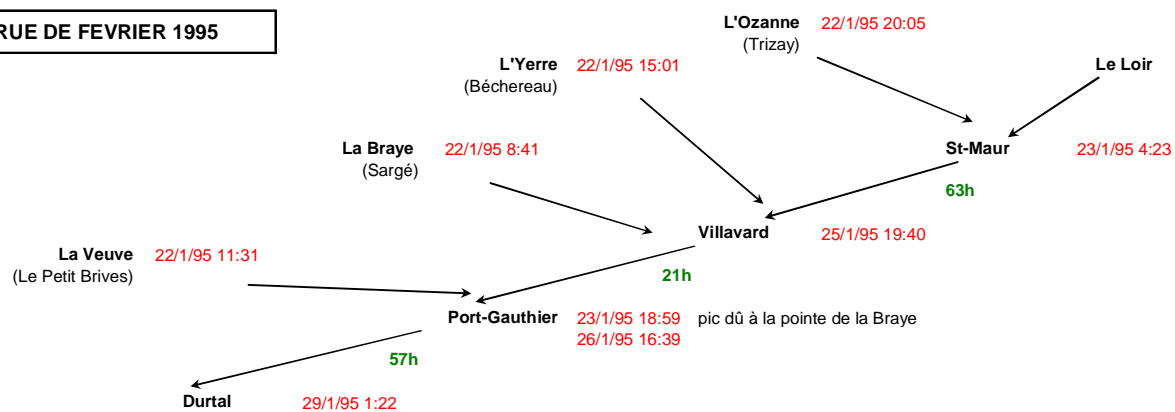 RUE DE FEVRIER 1995
L'Ozanne 22/1/95 20:05
(Trizay)
L'Yerre 22/1/95 15:01
(Béchereau)
Le Loir
La Braye 22/1/95 8:41
(Sargé)
St-Maur 23/1/95 4:23
63h
Villavard 25/1/95 19:40
La Veuve 22/1/95 11:31
(Le Petit Brives)
21h
Port-Gauthier 23/1/95 18:59 pic dû à la pointe de la Braye
26/1/95 16:39
57h
Durtal 29/1/95 1:22